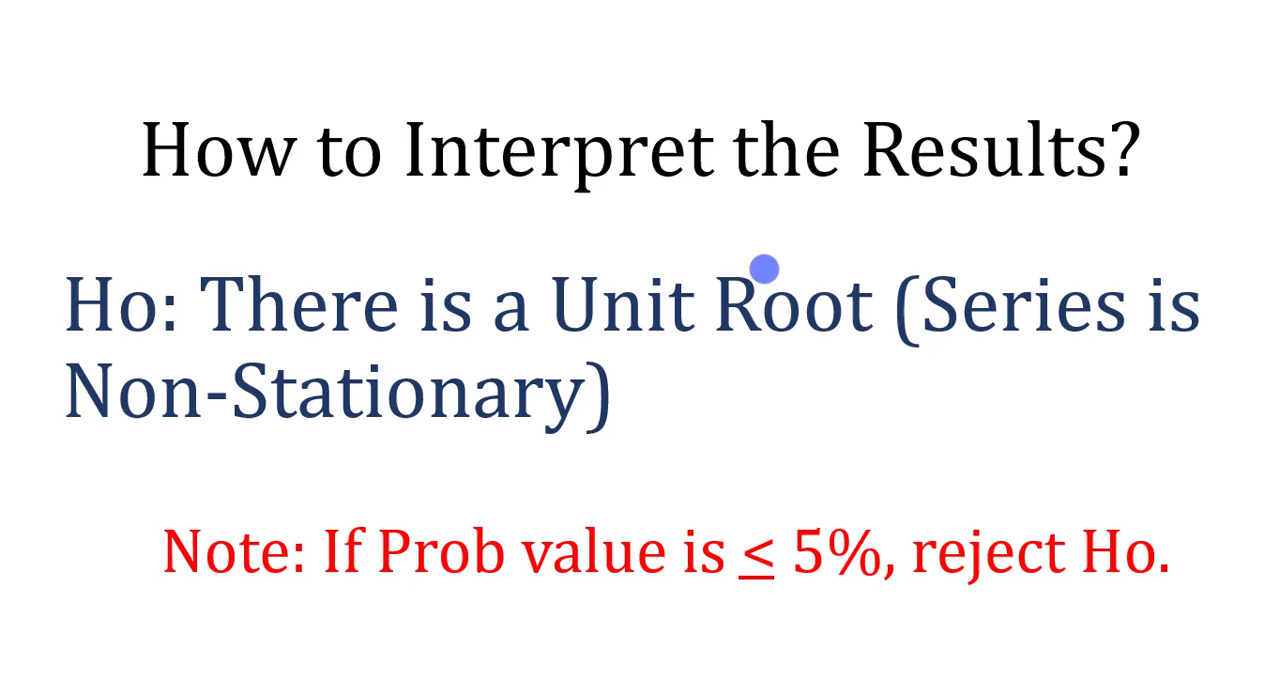 How to Interpret the Results?
Ho: There is a Unit Root (Series is
Non-Stationary)
Note: If Prob value is ≤ 5%, reject Ho.